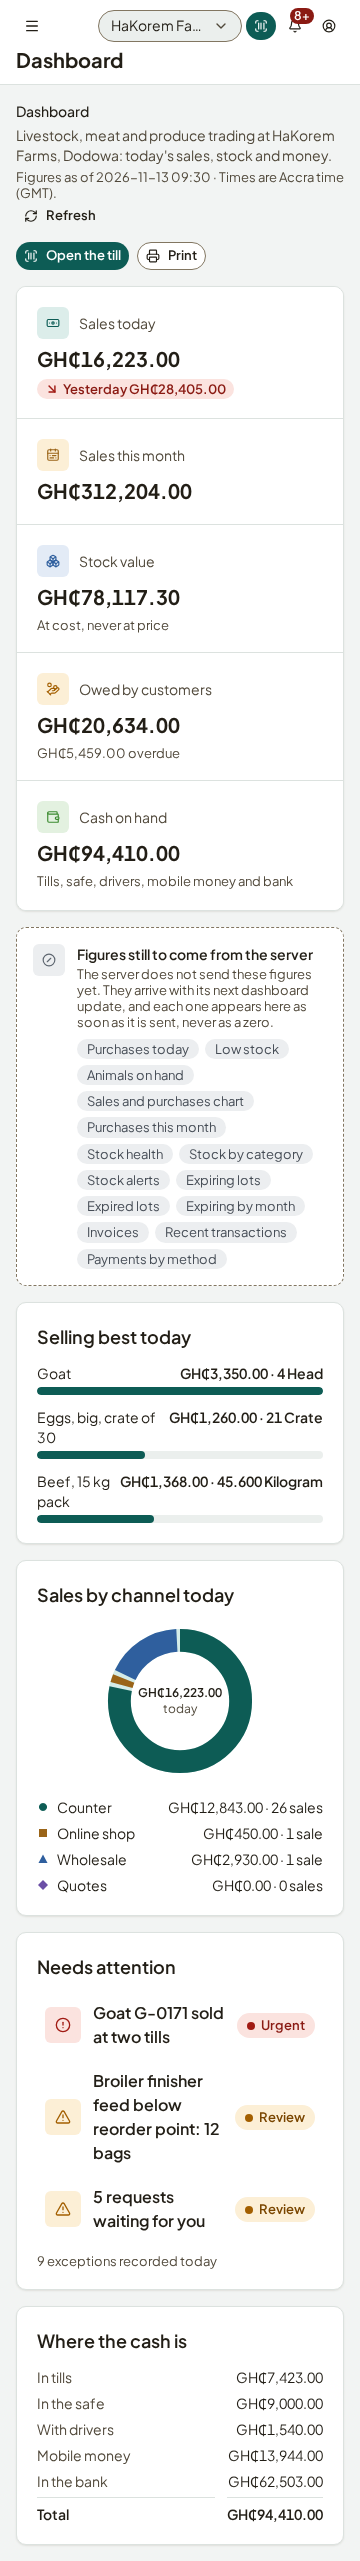 HaKorem Fa...
8+
Dashboard
Dashboard
Livestock, meat and produce trading at HaKorem
Farms, Dodowa: today's sales, stock and money.
Figures as of 2026-11-13 09:30 · Times are Accra time
(GMT).
Refresh
Open the till
Print
Sales today
GH₵16,223.00
Yesterday GH₵28,405.00
Sales this month
GH₵312,204.00
Stock value
GH₵78,117.30
At cost, never at price
Owed by customers
GH₵20,634.00
GH₵5,459.00 overdue
Cash on hand
GH₵94,410.00
Tills, safe, drivers, mobile money and bank
Figures still to come from the server
The server does not send these figures
yet. They arrive with its next dashboard
update, and each one appears here as
soon as it is sent, never as a zero.
Purchases today Low stock
Animals on hand
Sales and purchases chart
Purchases this month
Stock health Stock by category
Stock alerts Expiring lots
Expired lots Expiring by month
Invoices Recent transactions
Payments by method
Selling best today
Goat GH₵3,350.00 · 4 Head
Eggs, big, crate of GH₵1,260.00 · 21 Crate
30
Beef, 15 kg GH₵1,368.00 · 45.600 Kilogram
pack
Sales by channel today
GH₵16,223.00
today
Counter GH₵12,843.00 · 26 sales
Online shop GH₵450.00 · 1 sale
Wholesale GH₵2,930.00 · 1 sale
Quotes GH₵0.00 · 0 sales
Needs attention
Goat G-0171 sold
at two tills
Urgent
Broiler finisher
feed below
reorder point: 12
bags
Review
5 requests
waiting for you
Review
9 exceptions recorded today
Where the cash is
In tills GH₵7,423.00
In the safe GH₵9,000.00
With drivers GH₵1,540.00
Mobile money GH₵13,944.00
In the bank GH₵62,503.00
Total GH₵94,410.00